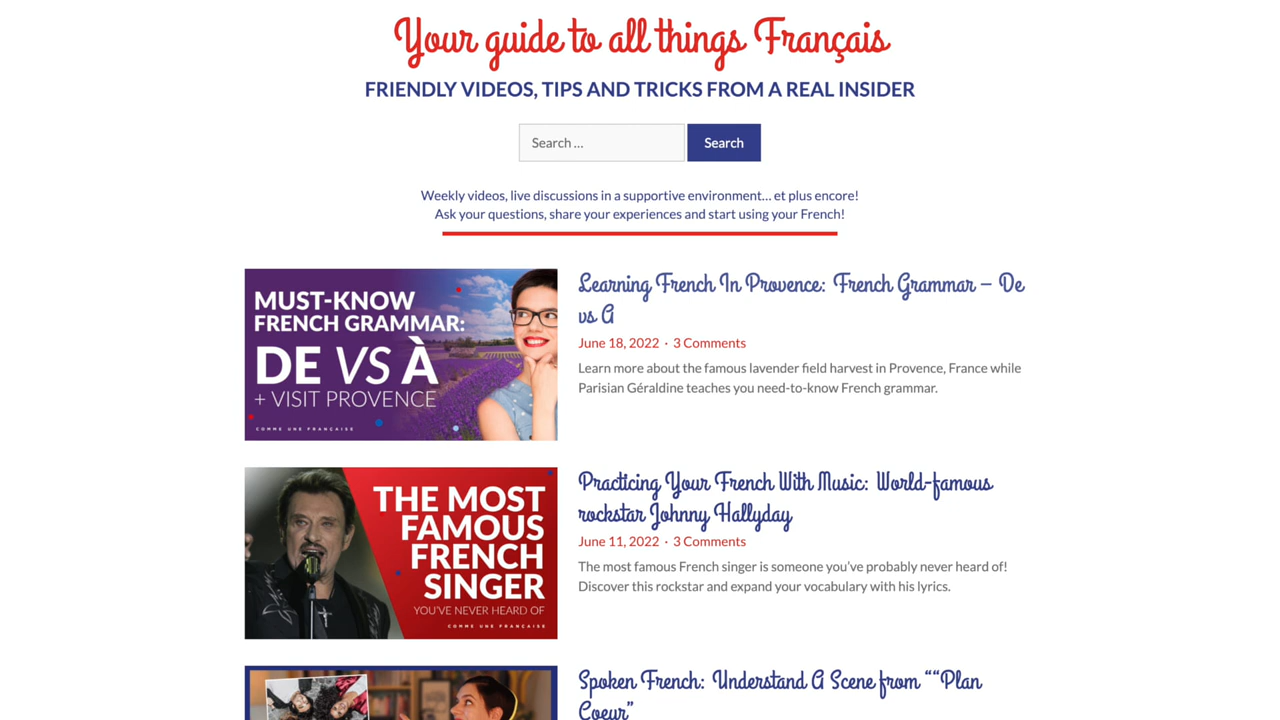 Your guide to all things Français
FRIENDLY VIDEOS, TIPS AND TRICKS FROM A REAL INSIDER
Search …
Search
Weekly videos, live discussions in a supportive environment… et plus encore!
Ask your questions, share your experiences and start using your French!
MUST-KNOW
FRENCH GRAMMAR:
DE VS À
+ VISIT PROVENCE
COMME UNE FRANÇAISE
Learning French In Provence: French Grammar – De
vs À
June 18, 2022 · 3 Comments
Learn more about the famous lavender field harvest in Provence, France while
Parisian Géraldine teaches you need-to-know French grammar.
THE MOST
FAMOUS
FRENCH
SINGER
YOU'VE NEVER HEARD OF
COMME UNE FRANÇAISE
Practicing Your French With Music: World-famous
rockstar Johnny Hallyday
June 11, 2022 · 3 Comments
The most famous French singer is someone you've probably never heard of!
Discover this rockstar and expand your vocabulary with his lyrics.
Spoken French: Understand A Scene from ““Plan
Coeur”